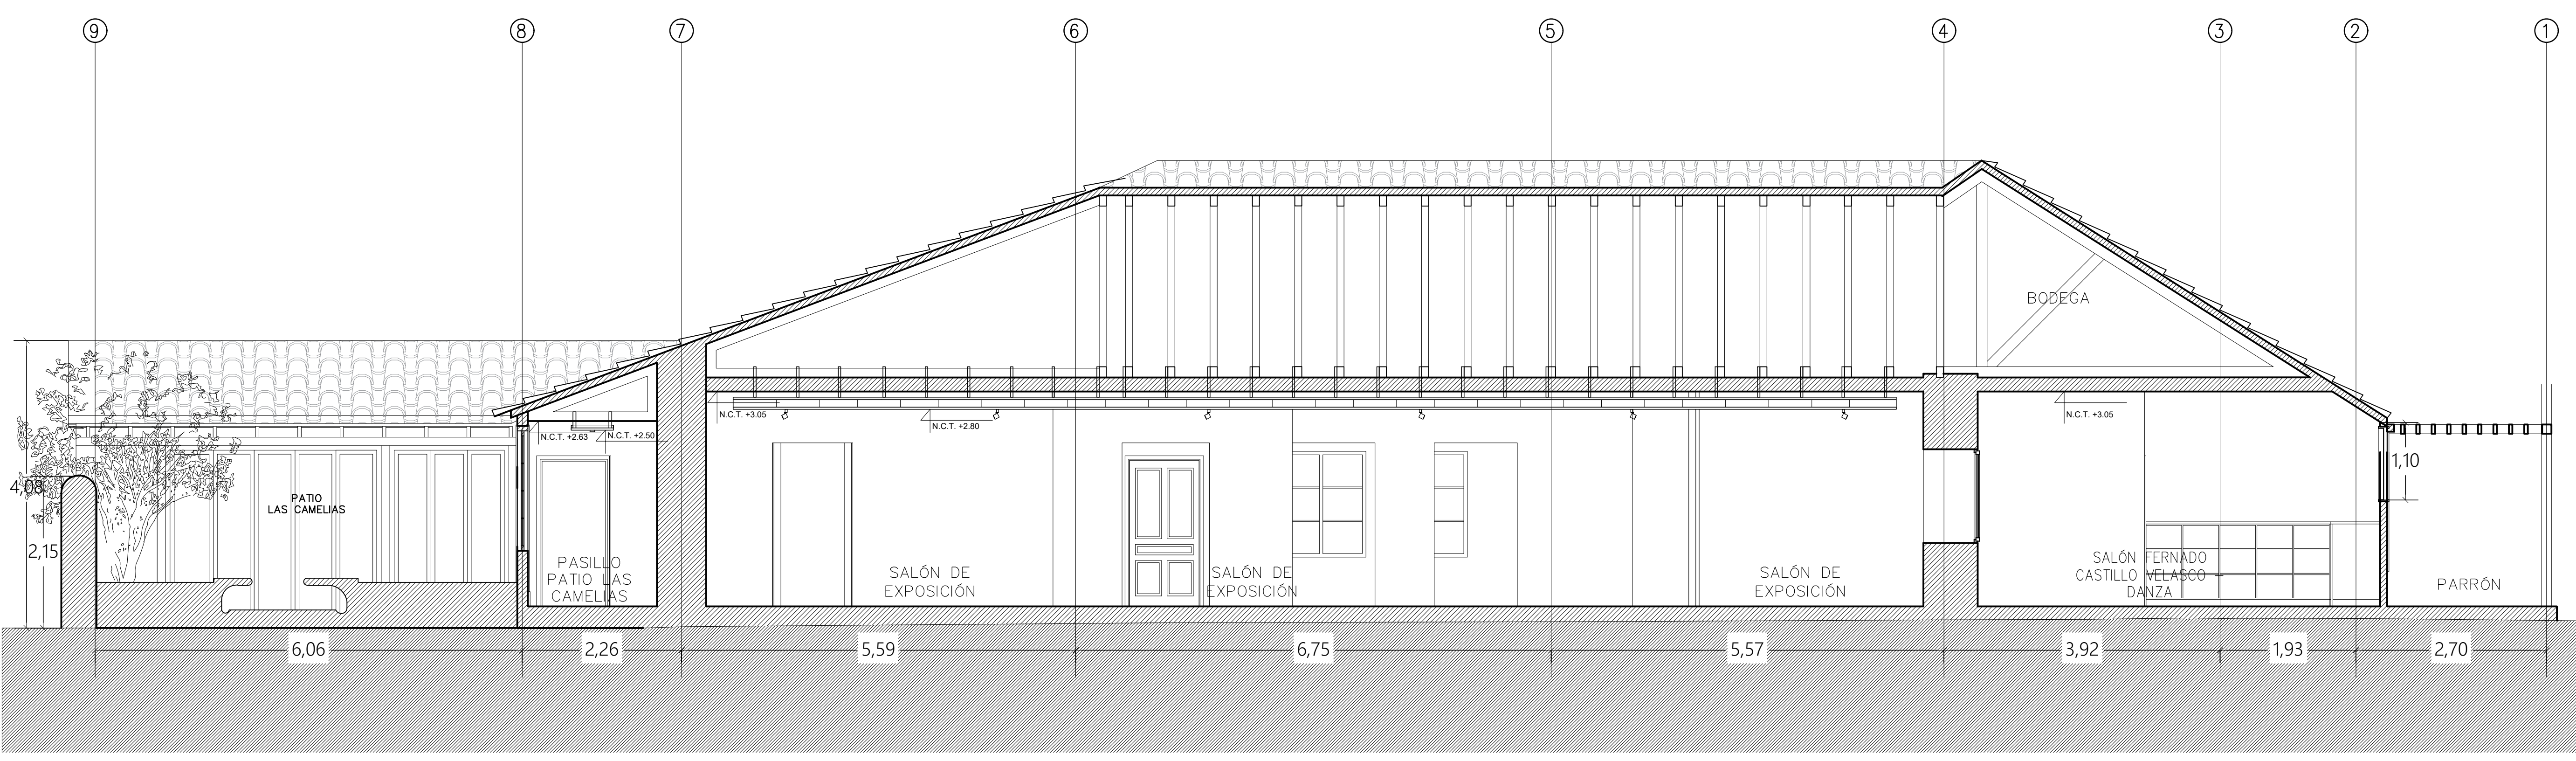 9
8
7
6
5
4
3
2
1
BODEGA
N.C.T. +3.05
N.C.T. +2.80
N.C.T. +2.63
N.C.T. +2.50
N.C.T. +3.05
1,10
4,08
2,15
PATIO
LAS CAMELIAS
PASILLO
PATIO LAS
CAMELIAS
SALÓN DE
EXPOSICIÓN
SALÓN DE
EXPOSICIÓN
SALÓN DE
EXPOSICIÓN
SALÓN FERNADO
CASTILLO VELASCO
DANZA
PARRÓN
6,06
2,26
5,59
6,75
5,57
3,92
1,93
2,70